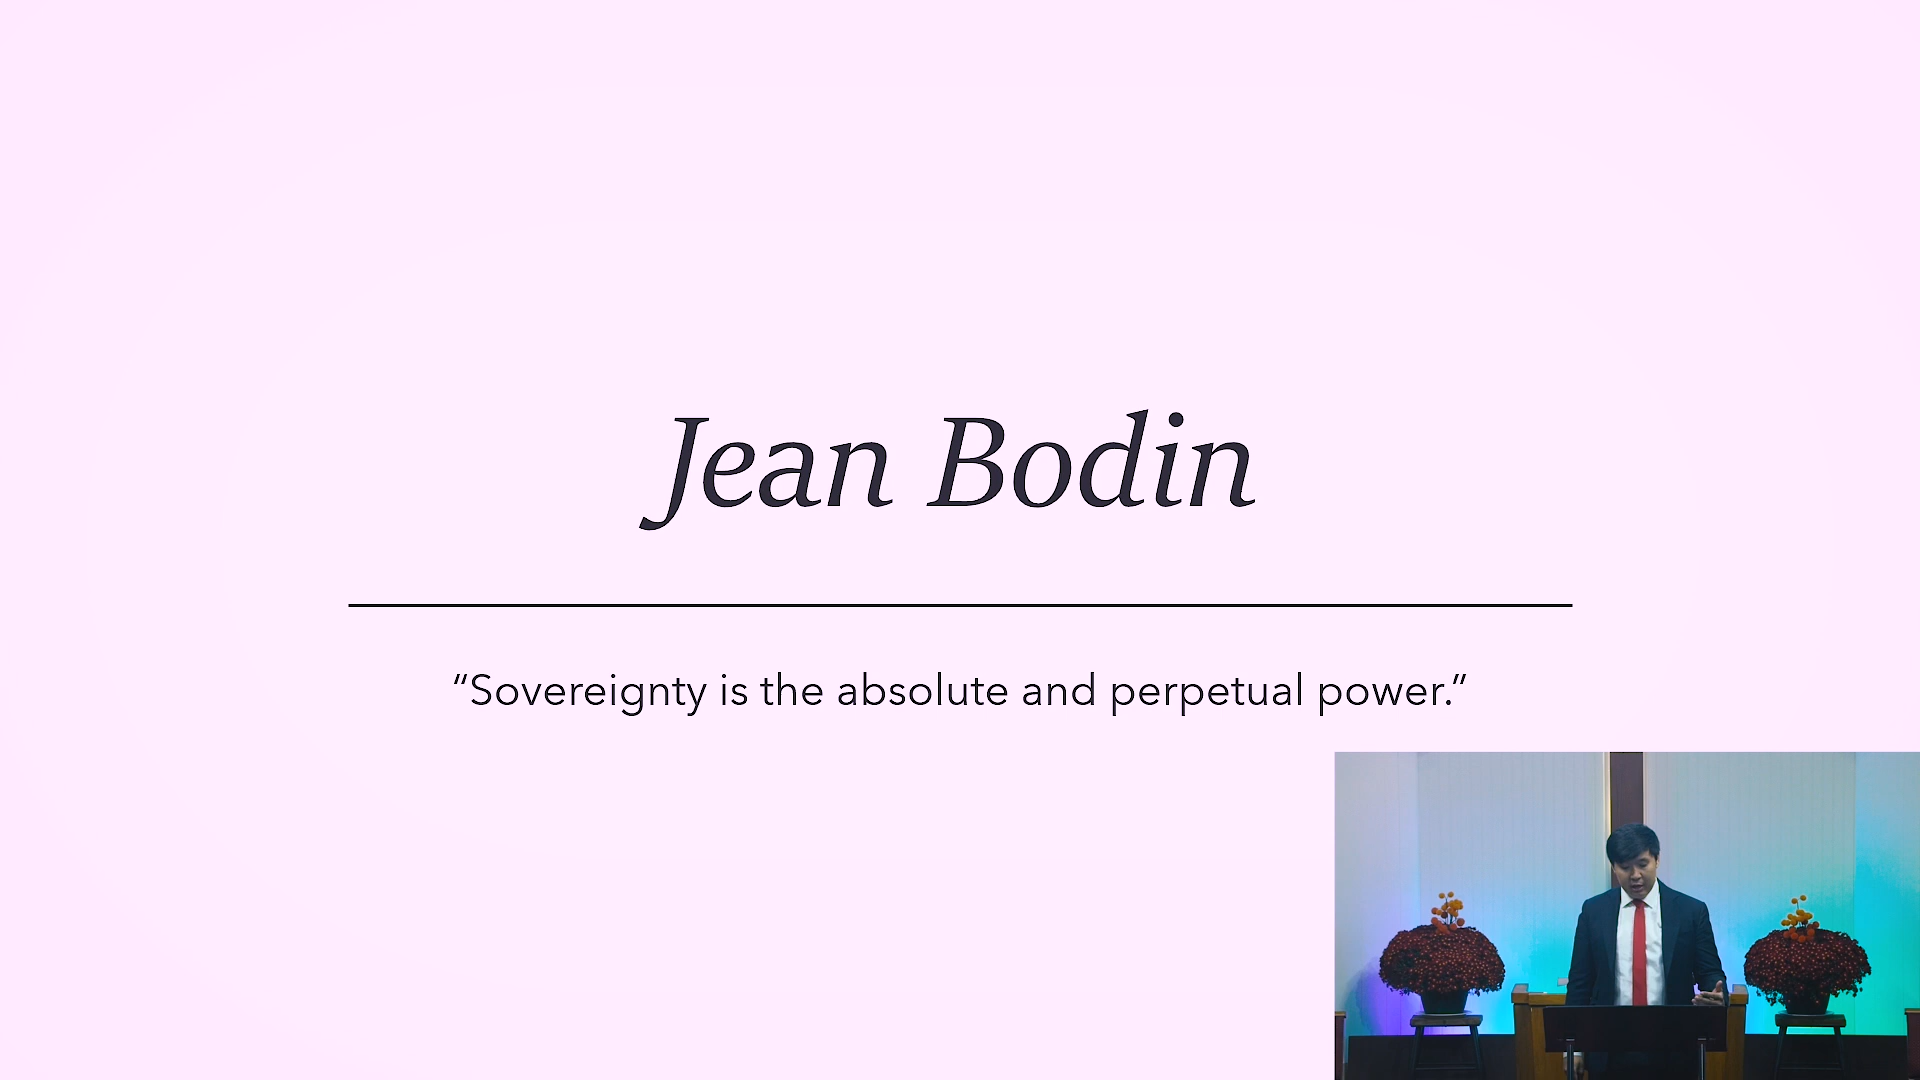 Jean Bodin
“Sovereignty is the absolute and perpetual power.”